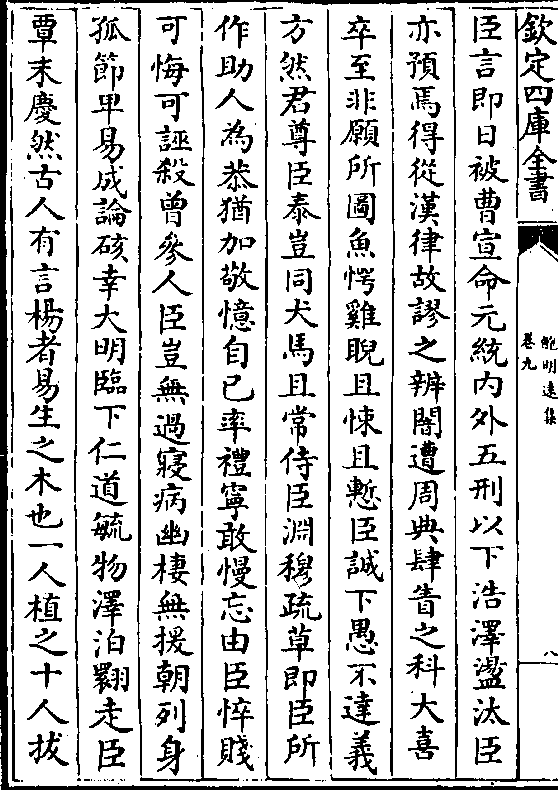 欽定四庫全書
鮑明遠集
卷九
八
臣言即日被曹宣命元統內外五刑以下浩澤盪汰臣
亦預焉得從漢律故謬之辨闇遭周典肆眚之科大喜
卒至非願所圖魚愕雞睨且悚且慙臣誠下愚不達義
方然君尊臣泰豈同犬馬且常侍臣淵穆疏草即臣所
作助人為恭猶加敬憶自已率禮寧敢慢忘由臣悴賤
可悔可誣殺曾參人臣豈無過寢病幽棲無援朝列身
孤節卑易成論硋幸大明臨下仁道毓物澤洎翾走臣
覃末慶然古人有言楊者易生之木也一人植之十人拔